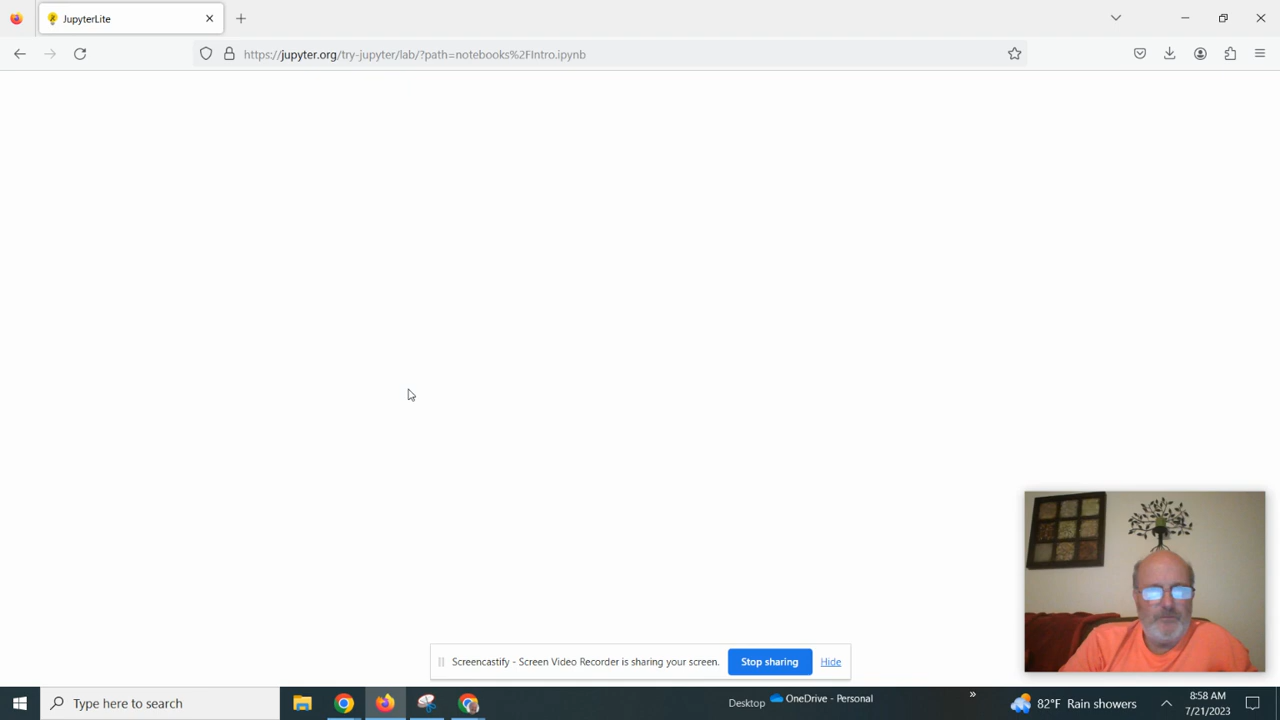 JupyterLite
https://jupyter.org/try-jupyter/lab/?path=notebooks%2FIntro.ipynb
Screencastify - Screen Video Recorder is sharing your screen. Stop sharing Hide
Type here to search
Desktop
OneDrive - Personal
»
82°F Rain showers
8:58 AM
7/21/2023